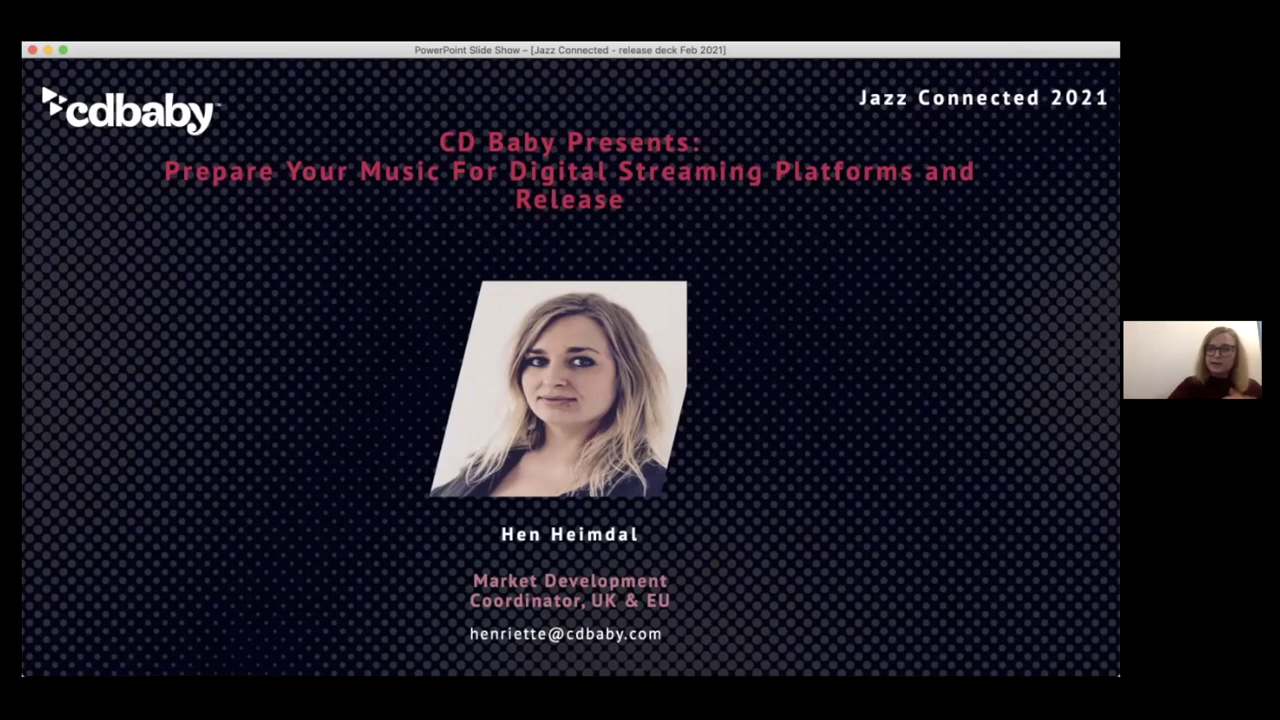 PowerPoint Slide Show – [Jazz Connected - release deck Feb 2021]
cdbaby™
Jazz Connected 2021
CD Baby Presents:
Prepare Your Music For Digital Streaming Platforms and
Release
Hen Heimdal
Market Development
Coordinator, UK & EU
henriette@cdbaby.com